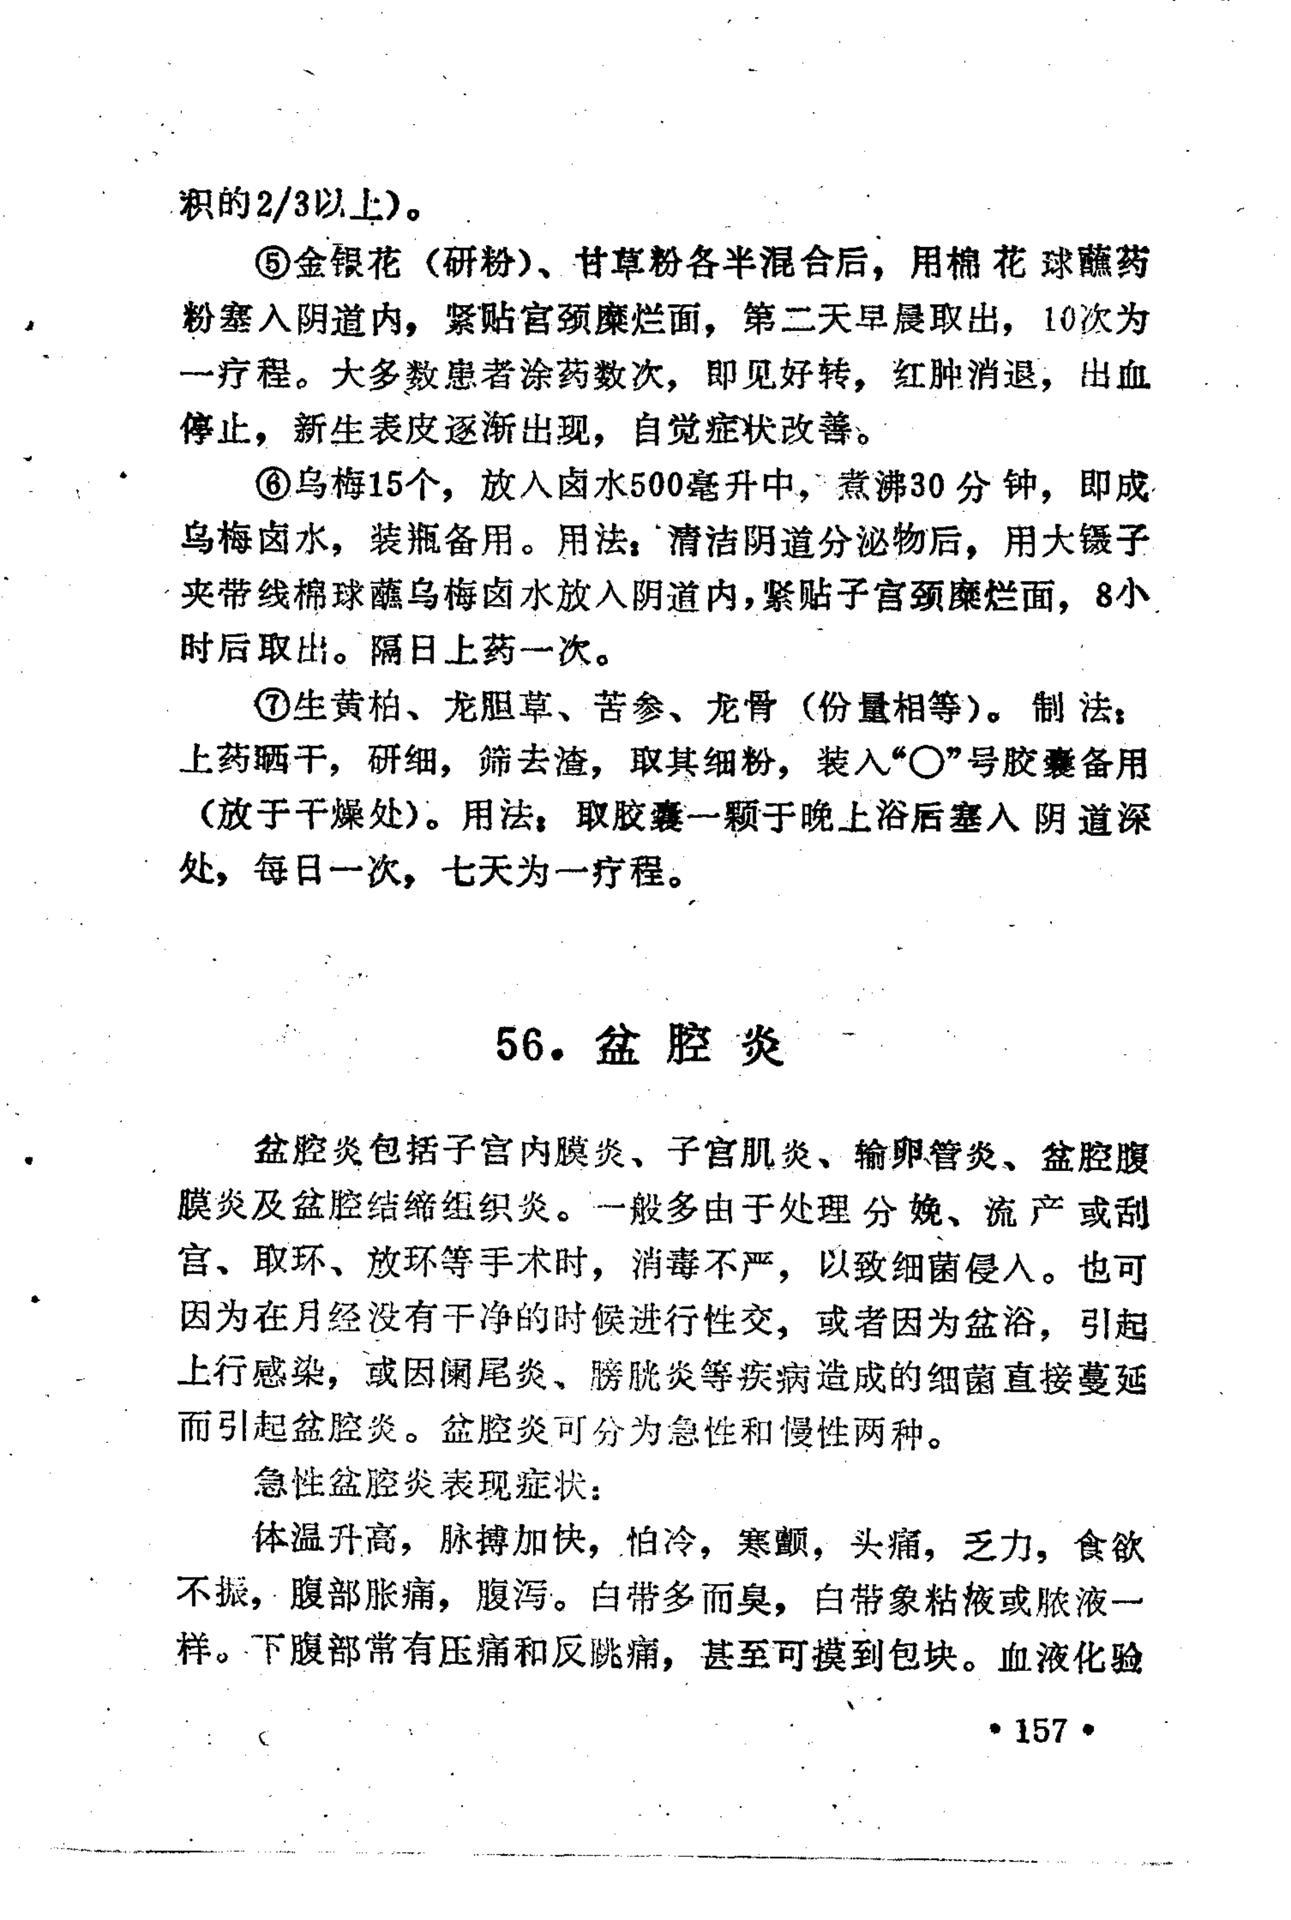 积的2/3以上)。
⑤金银花（研粉）、甘草粉各半混合后，用棉花球蘸药
粉塞入阴道内，紧贴宫颈糜烂面，第二天早晨取出，10次为
一疗程。大多数患者涂药数次，即见好转，红肿消退，出血
停止，新生表皮逐渐出现，自觉症状改善。
⑥乌梅15个，放入卤水500毫升中，煮沸30分钟，即成
乌梅卤水，装瓶备用。用法：清洁阴道分泌物后，用大镊子
夹带线棉球蘸乌梅卤水放入阴道内，紧贴子宫颈糜烂面，8小
时后取出。隔日上药一次。
⑦生黄柏、龙胆草、苦参、龙骨（份量相等）。制法：
上药晒干，研细，筛去渣，取其细粉，装入“○”号胶囊备用
（放于干燥处）。用法：取胶囊一颗于晚上浴后塞入阴道深
处，每日一次，七天为一疗程。
56．盆腔炎
盆腔炎包括子宫内膜炎、子宫肌炎、输卵管炎、盆腔腹
膜炎及盆腔结缔组织炎。一般多由于处理分娩、流产或刮
宫、取环、放环等手术时，消毒不严，以致细菌侵入。也可
因为在月经没有干净的时候进行性交，或者因为盆浴，引起
上行感染，或因阑尾炎、膀胱炎等疾病造成的细菌直接蔓延
而引起盆腔炎。盆腔炎可分为急性和慢性两种。
急性盆腔炎表现症状：
体温升高，脉搏加快，怕冷，寒颤，头痛，乏力，食欲
不振，腹部胀痛，腹泻。白带多而臭，白带象粘液或脓液一
样。下腹部常有压痛和反跳痛，甚至可摸到包块。血液化验
•157•